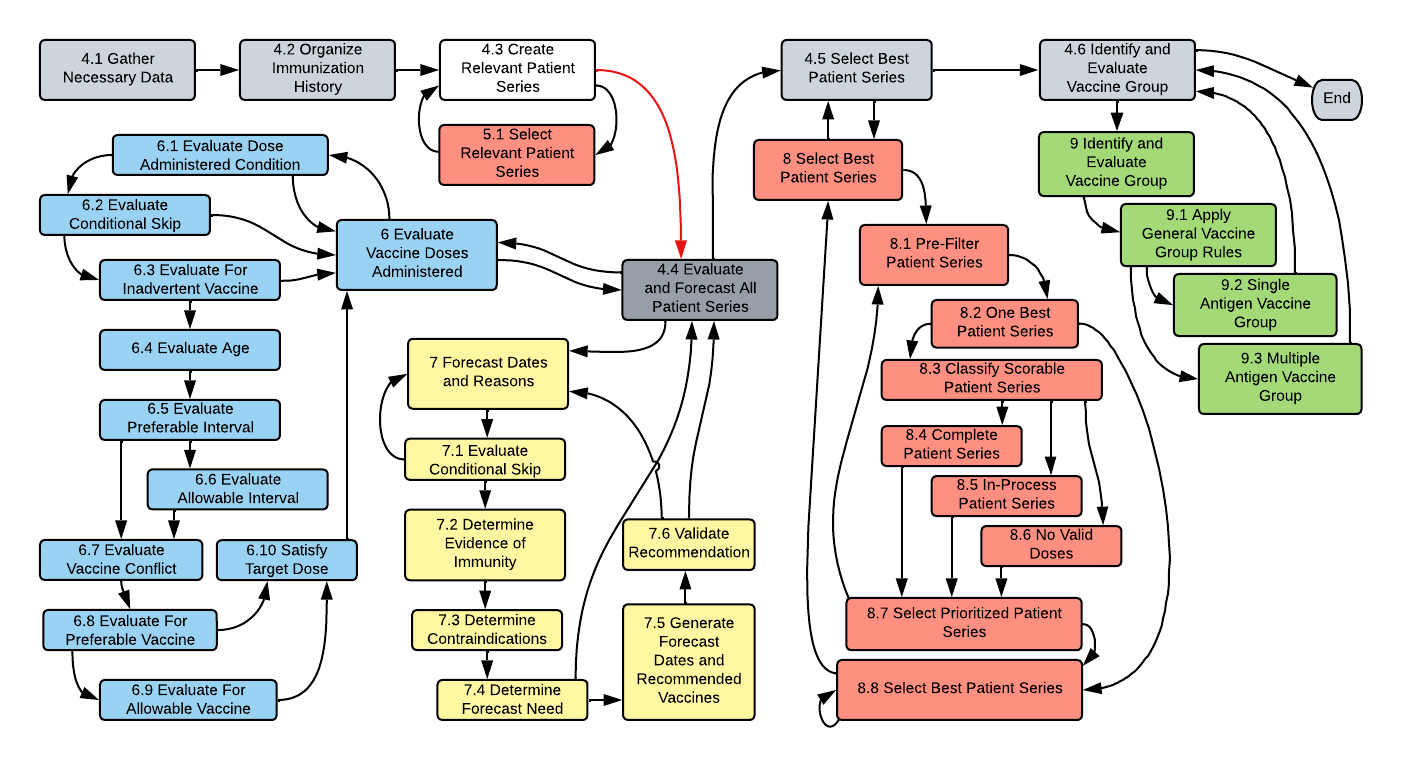 4.1 Gather
Necessary Data
4.2 Organize
Immunization
History
4.3 Create
Relevant Patient
Series
5.1 Select
Relevant Patient
Series
6.1 Evaluate Dose
Administered Condition
6.2 Evaluate
Conditional Skip
6 Evaluate
Vaccine Doses
Administered
6.3 Evaluate For
Inadvertent Vaccine
6.4 Evaluate Age
6.5 Evaluate
Preferable Interval
6.6 Evaluate
Allowable Interval
6.7 Evaluate
Vaccine Conflict
6.10 Satisfy
Target Dose
6.8 Evaluate For
Preferable Vaccine
6.9 Evaluate For
Allowable Vaccine
4.4 Evaluate
and Forecast All
Patient Series
7 Forecast Dates
and Reasons
7.1 Evaluate
Conditional Skip
7.2 Determine
Evidence of
Immunity
7.3 Determine
Contraindications
7.4 Determine
Forecast Need
7.5 Generate
Forecast
Dates and
Recommended
Vaccines
7.6 Validate
Recommendation
4.5 Select Best
Patient Series
8 Select Best
Patient Series
8.1 Pre-Filter
Patient Series
8.2 One Best
Patient Series
8.3 Classify Scorable
Patient Series
8.4 Complete
Patient Series
8.5 In-Process
Patient Series
8.6 No Valid
Doses
8.7 Select Prioritized Patient
Series
8.8 Select Best Patient Series
4.6 Identify and
Evaluate
Vaccine Group
End
9 Identify and
Evaluate
Vaccine Group
9.1 Apply
General Vaccine
Group Rules
9.2 Single
Antigen Vaccine
Group
9.3 Multiple
Antigen Vaccine
Group